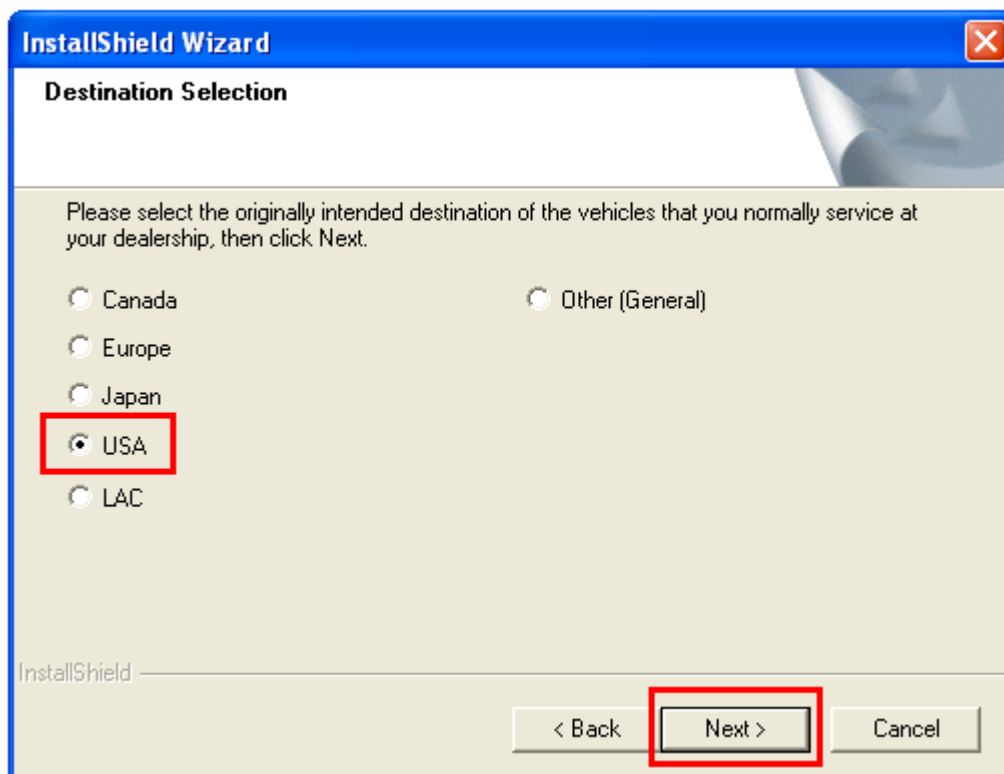 InstallShield Wizard
Destination Selection
Please select the originally intended destination of the vehicles that you normally service at
your dealership, then click Next.
Canada
Other (General)
Europe
Japan
USA
LAC
InstallShield
< Back
Next >
Cancel